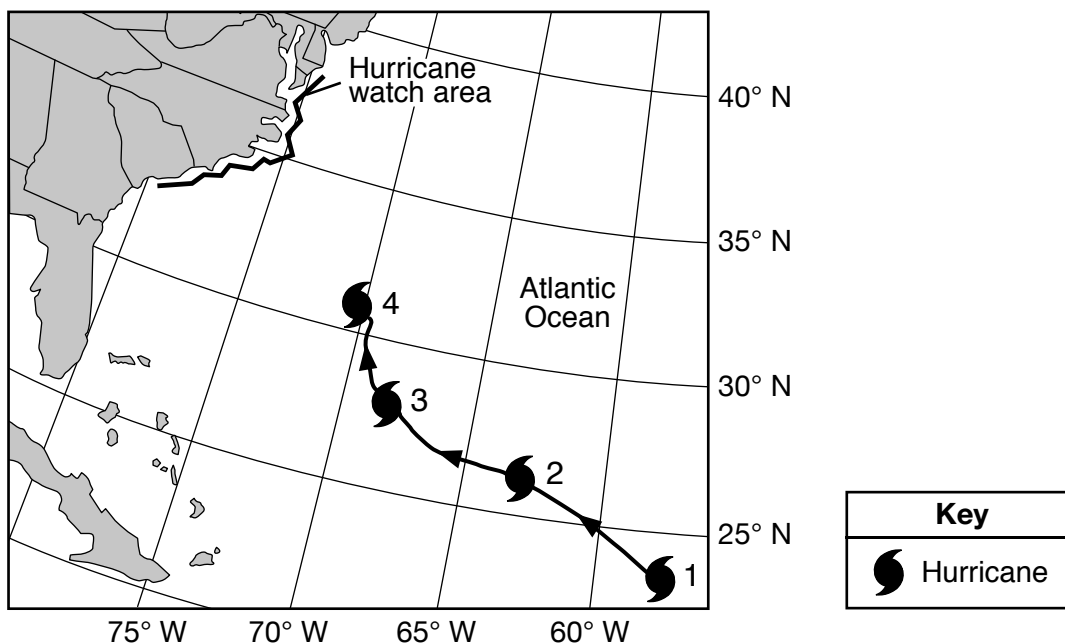 Hurricane
watch area
40° N
35° N
Atlantic
Ocean
4
30° N
3
2
25° N
1
75° W
70° W
65° W
60° W
Key
Hurricane